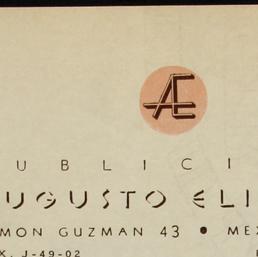 Æ
UBLICI
UGUSTO ELI
MON GUZMAN 43 • MEX
X. J-49-02